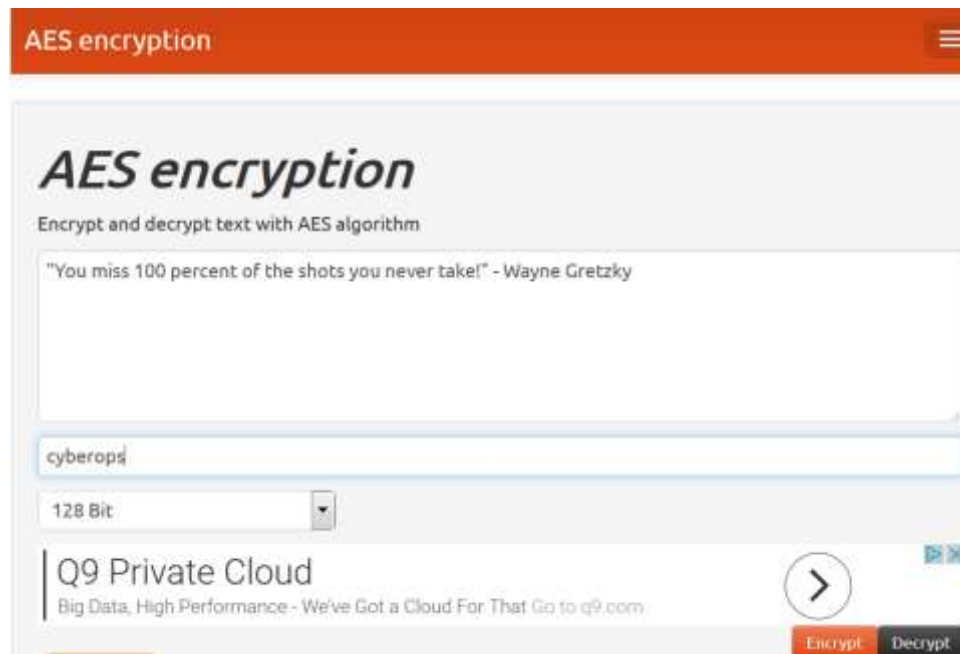 AES encryption
AES encryption
Encrypt and decrypt text with AES algorithm
"You miss 100 percent of the shots you never take!" - Wayne Gretzky
cyberops
128 Bit
Q9 Private Cloud
Big Data, High Performance - We've Got a Cloud For That Go to q9.com
Encrypt Decrypt